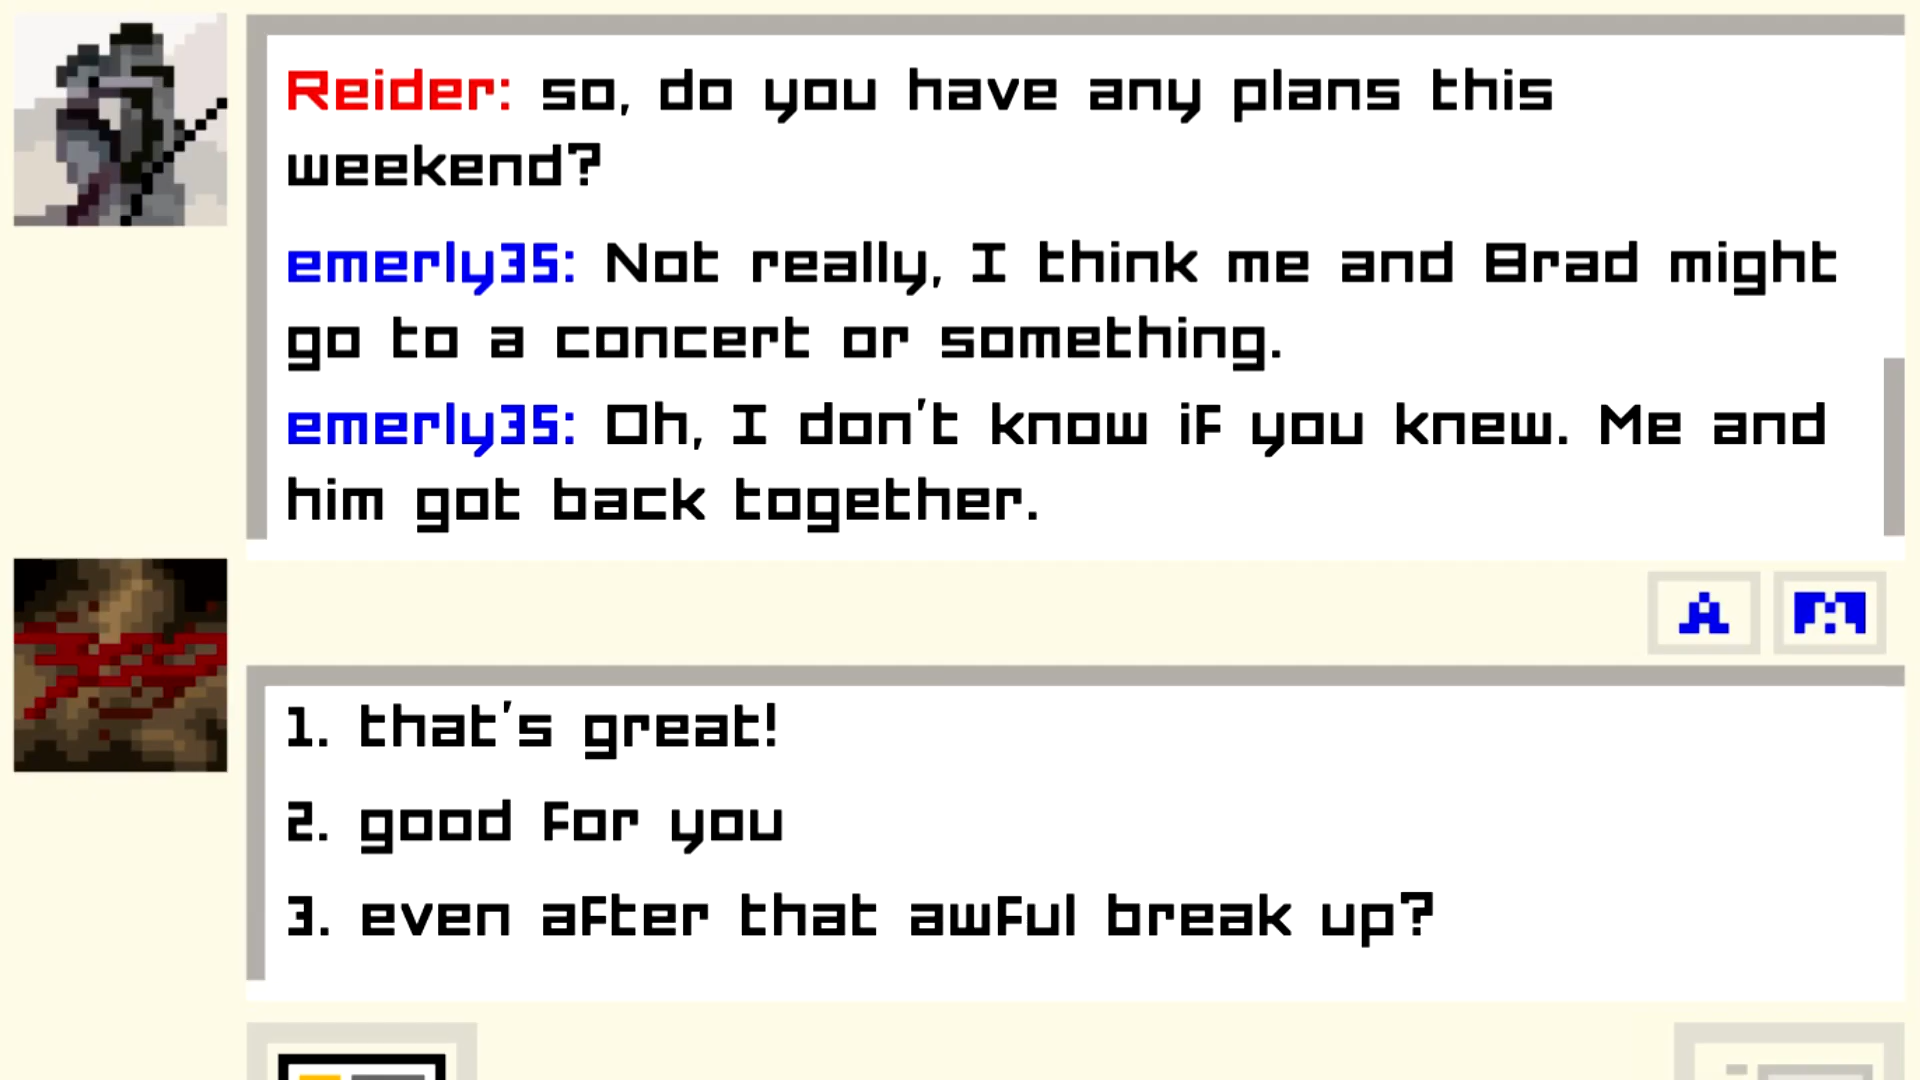 Reider: so, do you have any plans this
weekend?
emerly35: Not really, I think me and Brad might
go to a concert or something.
emerly35: Oh, I don't know if you knew. Me and
him got back together.
A
1. that's great!
2. good for you
3. even after that awful break up?